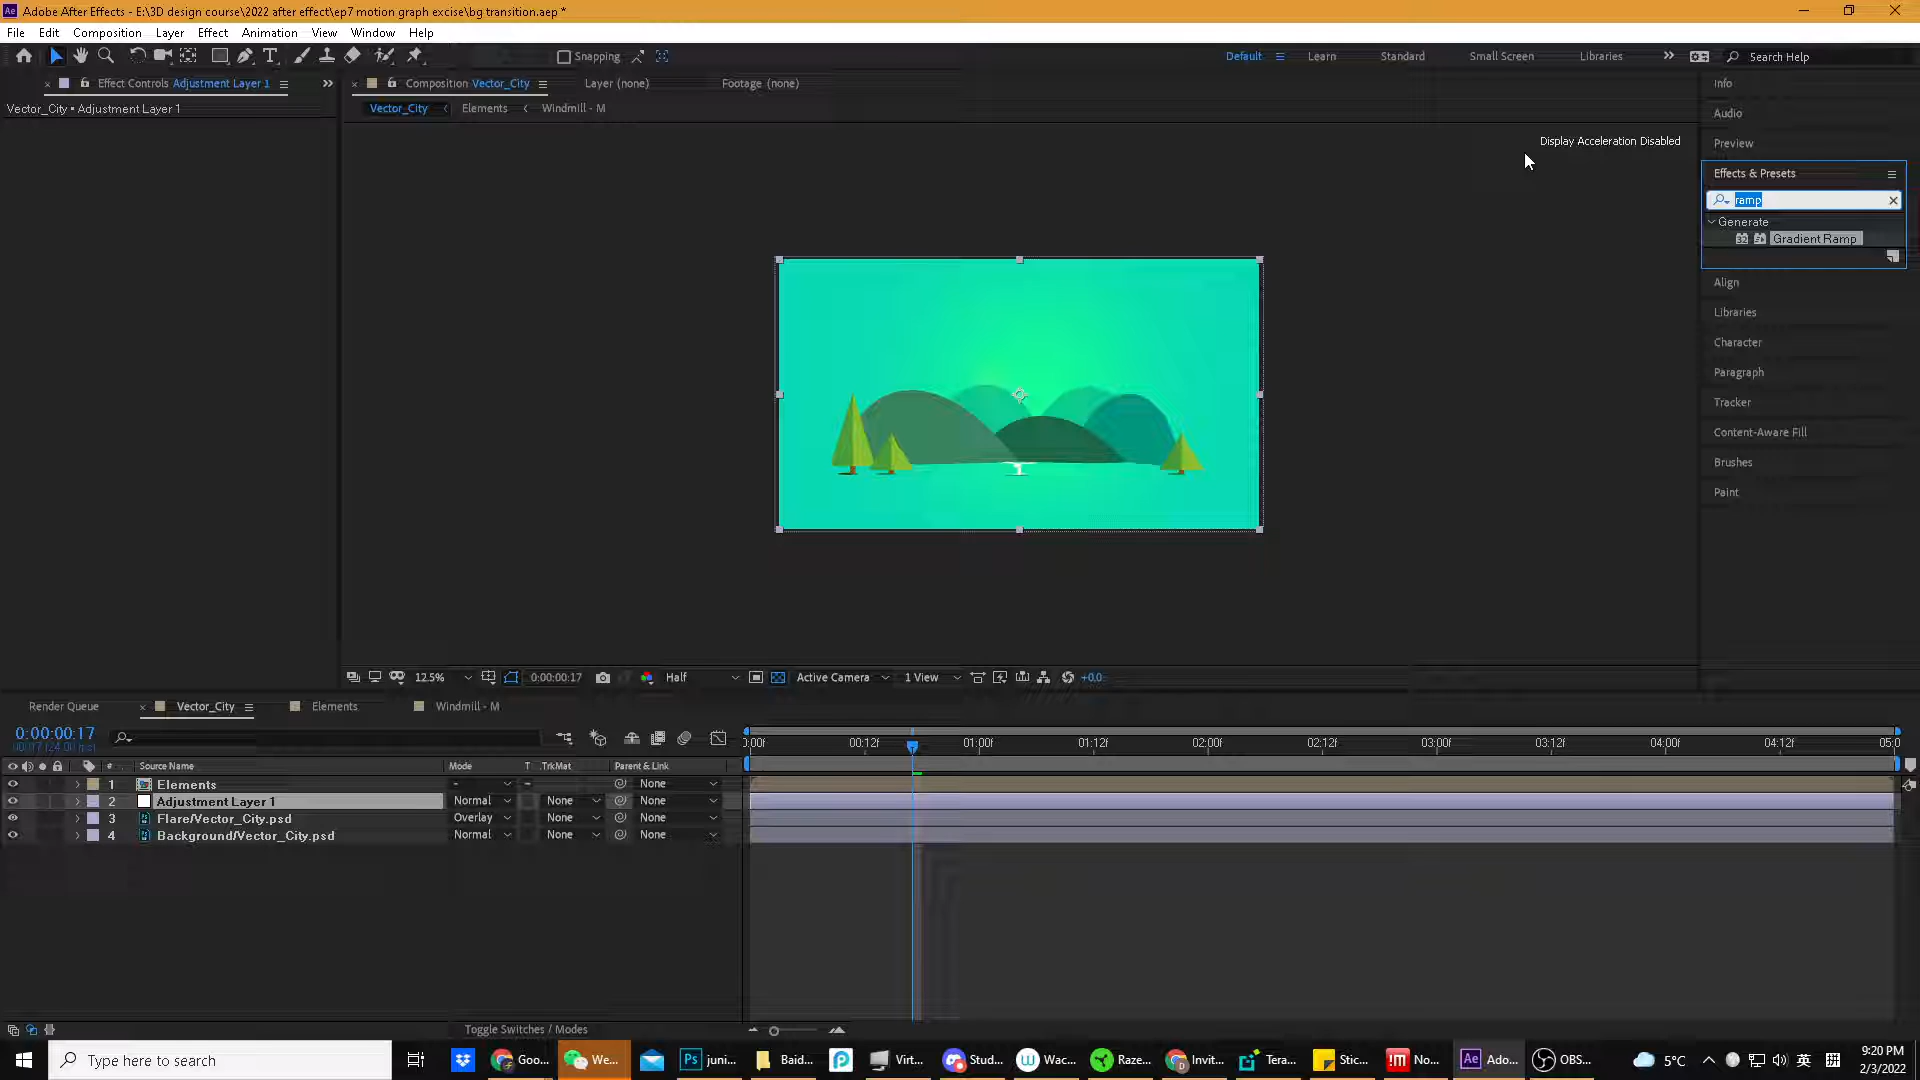 Adobe After Effects - E:\3D design course\2022 after effect\ep7 motion graph excise\bg transition.aep *
File Edit Composition Layer Effect Animation View Window Help
Snapping
Default Learn Standard Small Screen Libraries Search Help
Effect Controls Adjustment Layer 1
Composition Vector_City
Layer (none)
Footage (none)
Info
Vector_City • Adjustment Layer 1
Vector_City Elements Windmill - M
Audio
Display Acceleration Disabled
Preview
Effects & Presets
ramp
Generate
Gradient Ramp
Align
Libraries
Character
Paragraph
Tracker
Content-Aware Fill
Brushes
Paint
12.5% 0:00:00:17 Half Active Camera 1 View +0.0
Render Queue Vector_City Elements Windmill - M
0:00:00:17
00:12f 01:00f 01:12f 02:00f 02:12f 03:00f 03:12f 04:00f 04:12f 05:0
# Source Name Mode T .TrkMat Parent & Link
1 Elements - None
2 Adjustment Layer 1 Normal None None
3 Flare/Vector_City.psd Overlay None None
4 Background/Vector_City.psd Normal None None
Toggle Switches / Modes
Type here to search
Goo... We... juni... Baid... Virt... Stud... Wac... Raze... Invit... Tera... Stic... No... Ado... OBS...
5°C 英
9:20 PM
2/3/2022